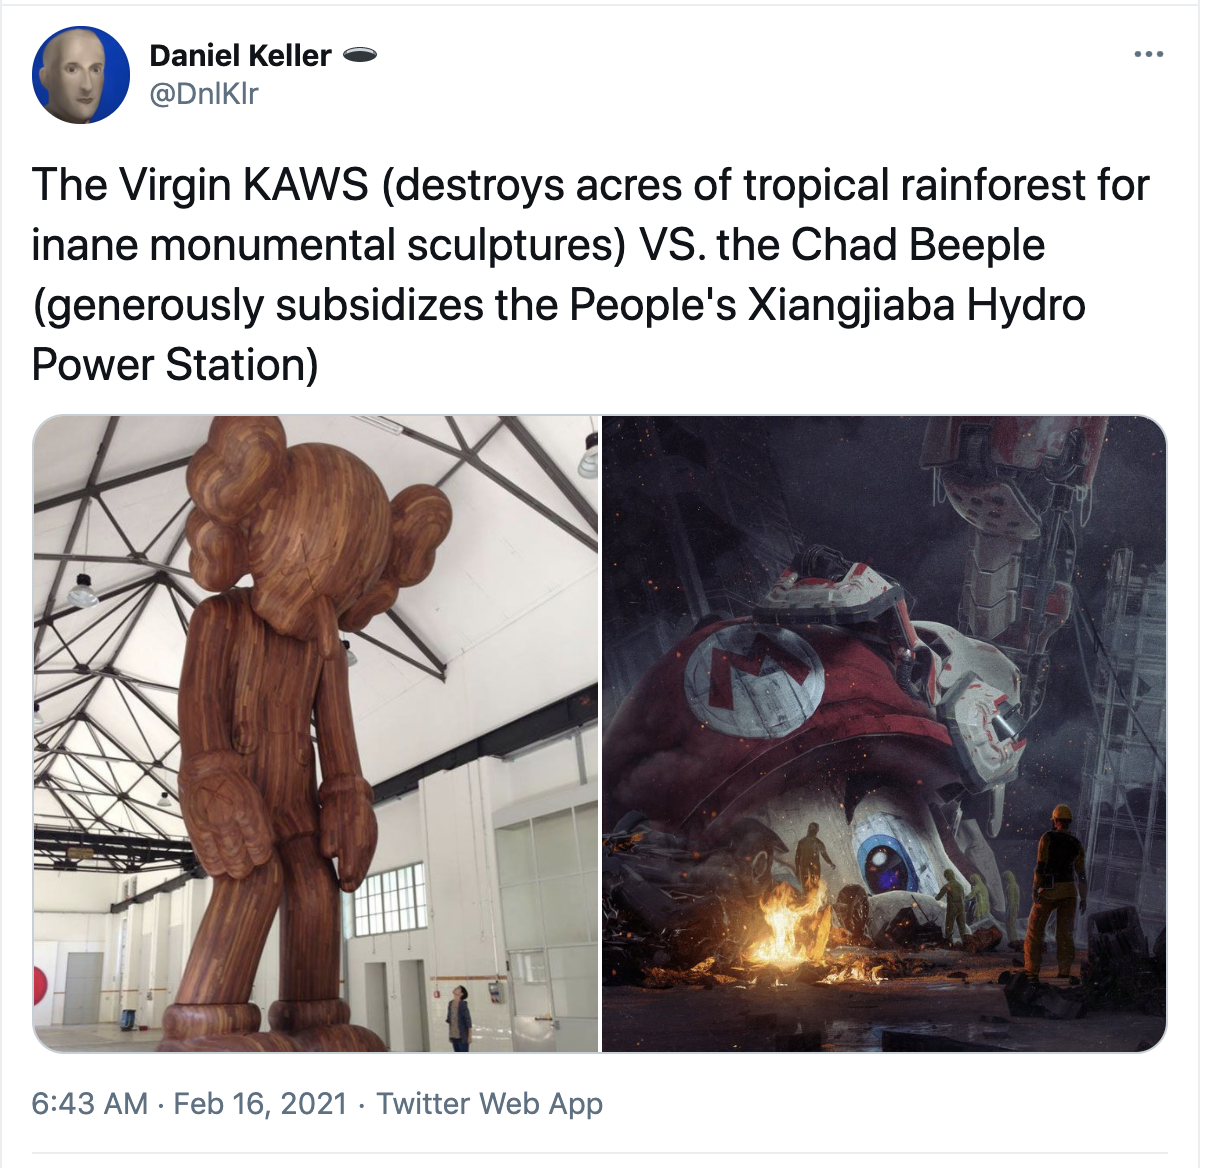 Daniel Keller 🕳
@DnlKlr
The Virgin KAWS (destroys acres of tropical rainforest for
inane monumental sculptures) VS. the Chad Beeple
(generously subsidizes the People's Xiangjiaba Hydro
Power Station)
M
6:43 AM · Feb 16, 2021 · Twitter Web App